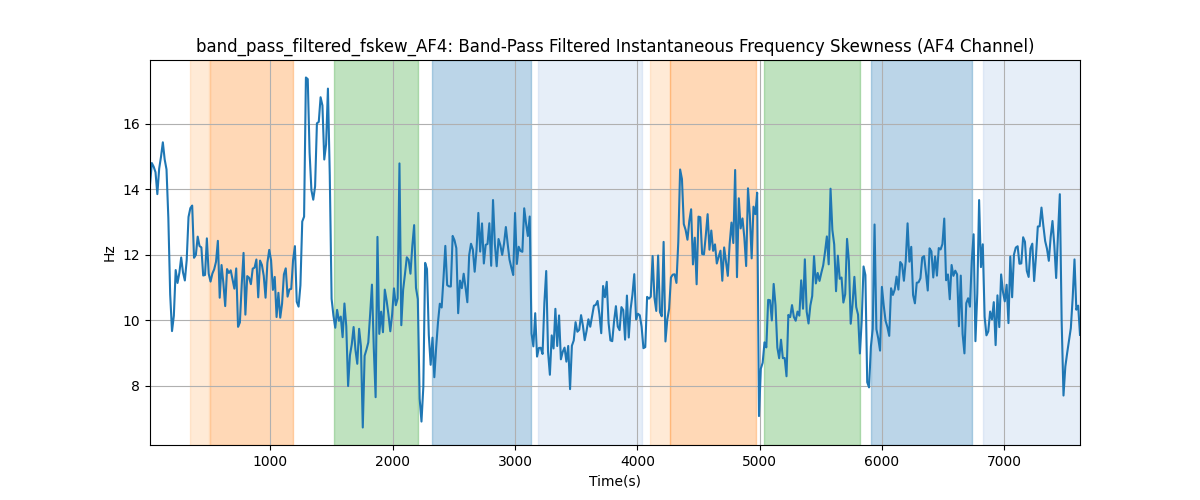 band_pass_filtered_fskew_AF4: Band-Pass Filtered Instantaneous Frequency Skewness (AF4 Channel)
16
14
12
10
8
Hz
1000 2000 3000 4000 5000 6000 7000
Time(s)